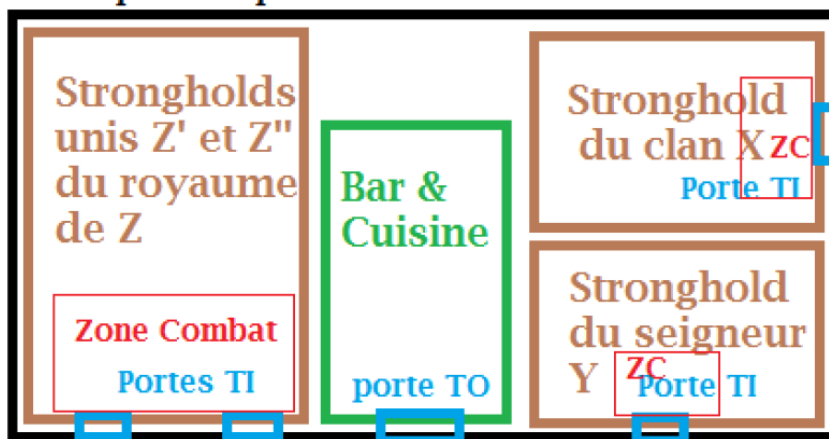 Strongholds
unis Z' et Z"
du royaume
de Z
Zone Combat
Portes TI
Bar &
Cuisine
porte TO
Stronghold
du clan X
ZC
Porte TI
Stronghold
du seigneur
Y
ZC
Porte TI